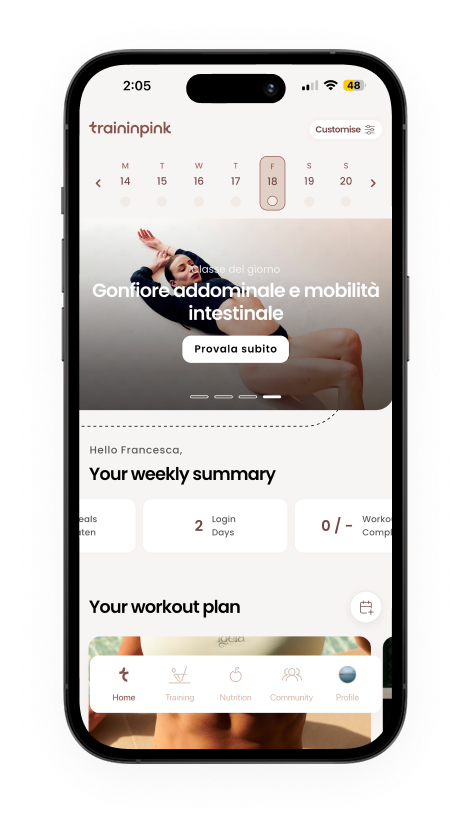 2:05
48
traininpink
Customise
M T W T F S S
14 15 16 17 18 19 20
Classe del giorno
Gonfiore addominale e mobilità
intestinale
Provala subito
Hello Francesca,
Your weekly summary
eals
aten
2 Login
Days
0 / - Workou
Compl
Your workout plan
Home Training Nutrition Community Profile